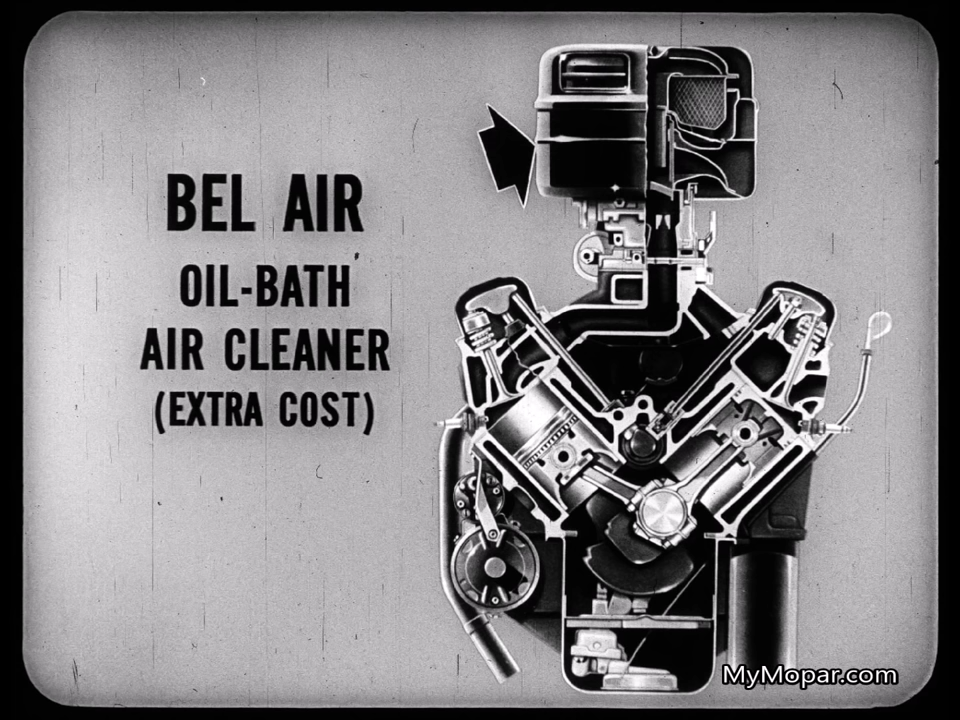 BEL AIR
OIL-BATH
AIR CLEANER
(EXTRA COST)
MyMopar.com